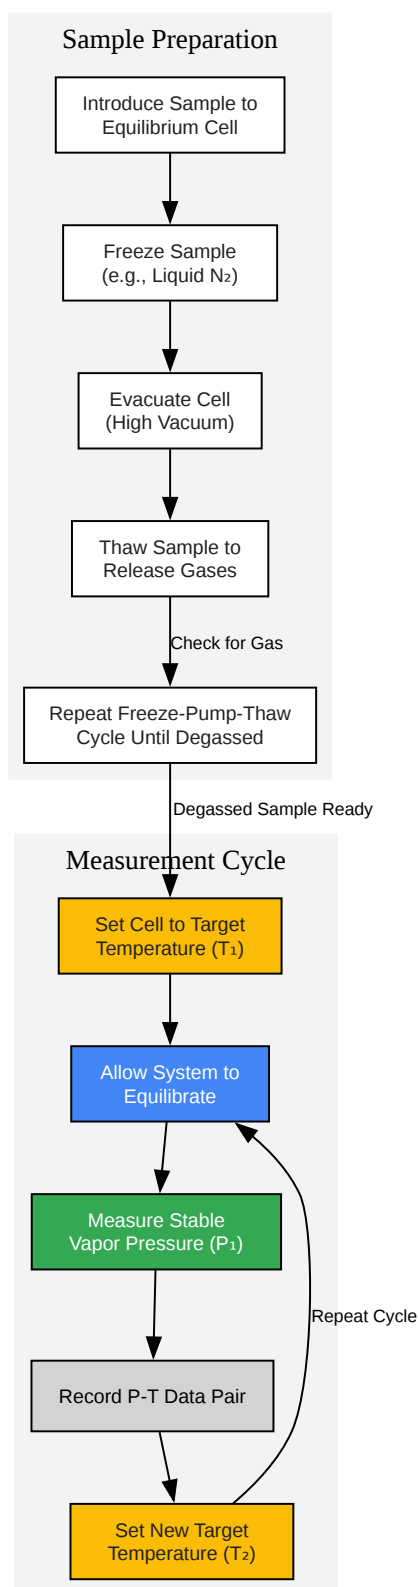 Sample Preparation
Introduce Sample to
Equilibrium Cell
Freeze Sample
(e.g., Liquid N₂)
Evacuate Cell
(High Vacuum)
Thaw Sample to
Release Gases
Check for Gas
Repeat Freeze-Pump-Thaw
Cycle Until Degassed
Degassed Sample Ready
Measurement Cycle
Set Cell to Target
Temperature (T₁)
Allow System to
Equilibrate
Measure Stable
Vapor Pressure (P₁)
Repeat Cycle
Record P-T Data Pair
Set New Target
Temperature (T₂)